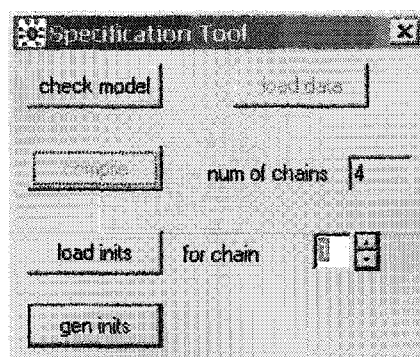 Specification Tool
check model load data
compile num of chains 4
load inits for chain 1
gen inits